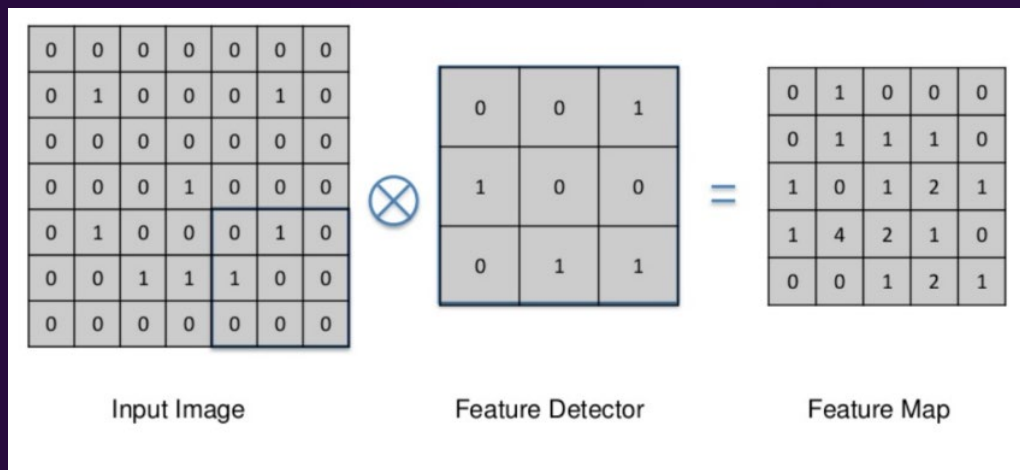 0 0 0 0 0 0 0
0 1 0 0 0 1 0
0 0 0 0 0 0 0
0 0 0 1 0 0 0
0 1 0 0 0 1 0
0 0 1 1 1 0 0
0 0 0 0 0 0 0
Input Image
⊗
0 0 1
1 0 0
0 1 1
Feature Detector
=
0 1 0 0 0
0 1 1 1 0
1 0 1 2 1
1 4 2 1 0
0 0 1 2 1
Feature Map